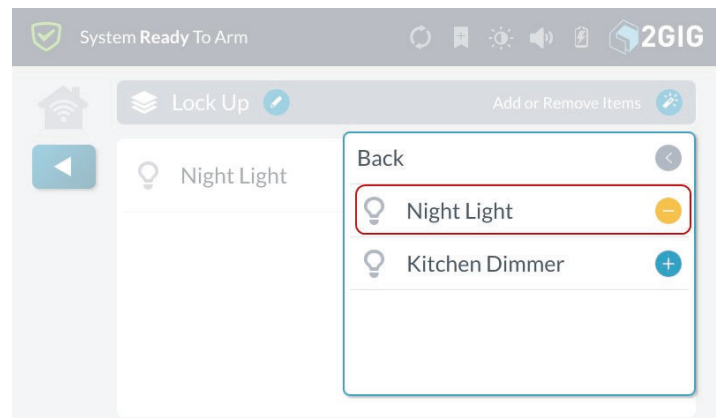 System Ready To Arm
2GIG
Lock Up
Add or Remove Items
Night Light
Back
Night Light
Kitchen Dimmer